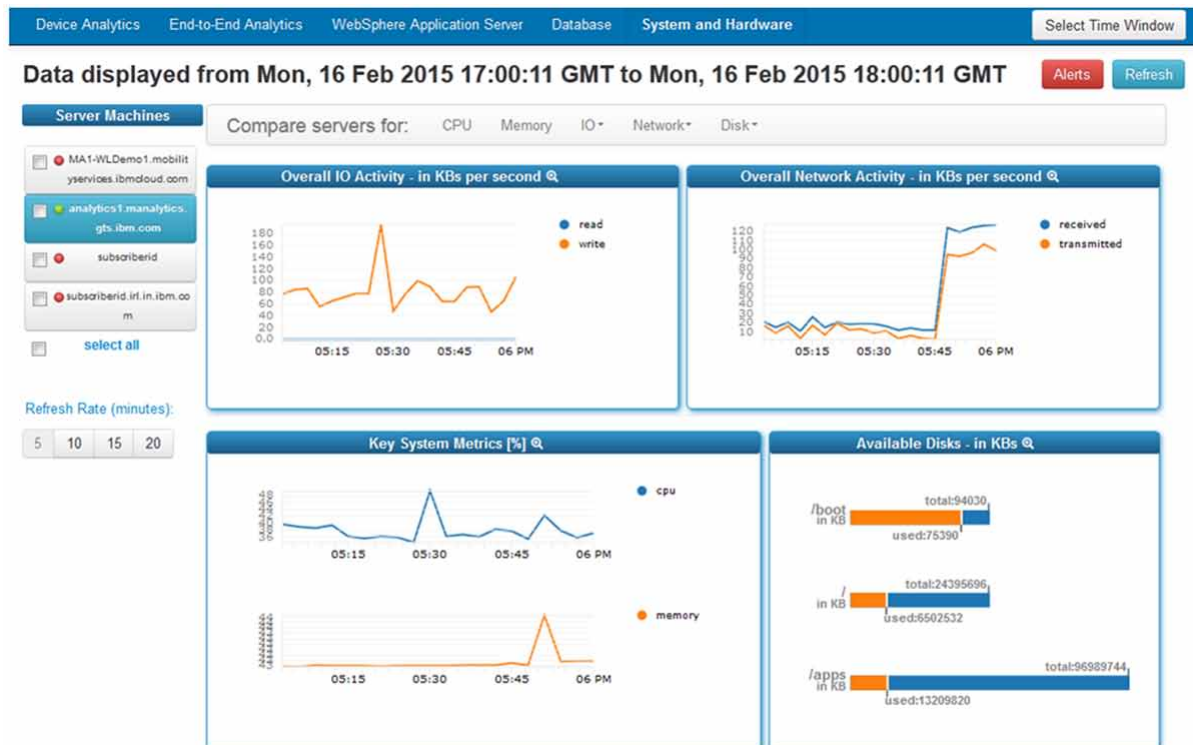 Device Analytics End-to-End Analytics WebSphere Application Server Database System and Hardware Select Time Window
Data displayed from Mon, 16 Feb 2015 17:00:11 GMT to Mon, 16 Feb 2015 18:00:11 GMT Alerts Refresh
Server Machines
MA1-WLDemo1.mobilit
yservices.ibmcloud.com
analytics1.manalytics.
gts.ibm.com
subscriberid
subscriberid.irl.in.ibm.co
m
select all
Refresh Rate (minutes):
5 10 15 20
Compare servers for: CPU Memory IO Network Disk
Overall IO Activity - in KBs per second
180
160
140
120
100
80
60
40
20
0.0
05:15 05:30 05:45 06 PM
read
write
Overall Network Activity - in KBs per second
120
110
100
90
80
70
60
50
40
30
20
10
05:15 05:30 05:45 06 PM
received
transmitted
Key System Metrics [%]
48
36
05:15 05:30 05:45 06 PM
cpu
44
44
44
44
05:15 05:30 05:45 06 PM
memory
Available Disks - in KBs
total:94030
/boot
in KB
used:75390
total:24395696
/
in KB
used:6502532
total:96989744
/apps
in KB
used:13209820